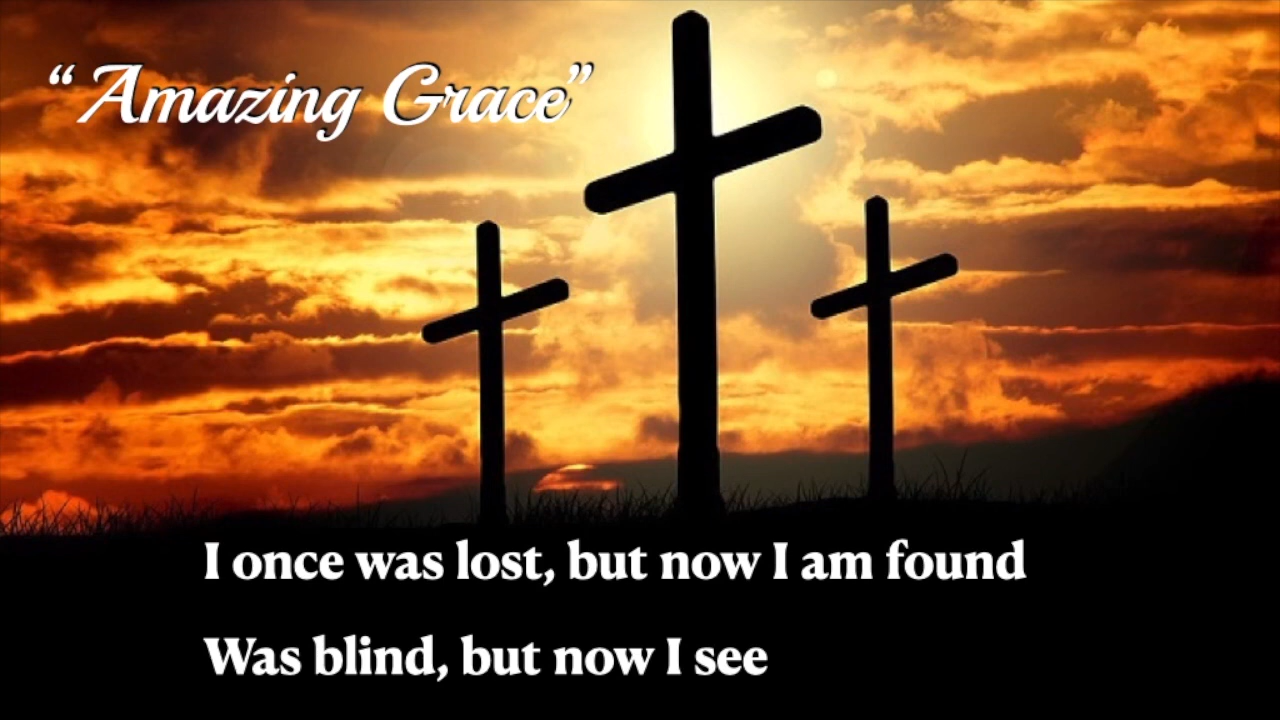 “Amazing Grace”
I once was lost, but now I am found
Was blind, but now I see